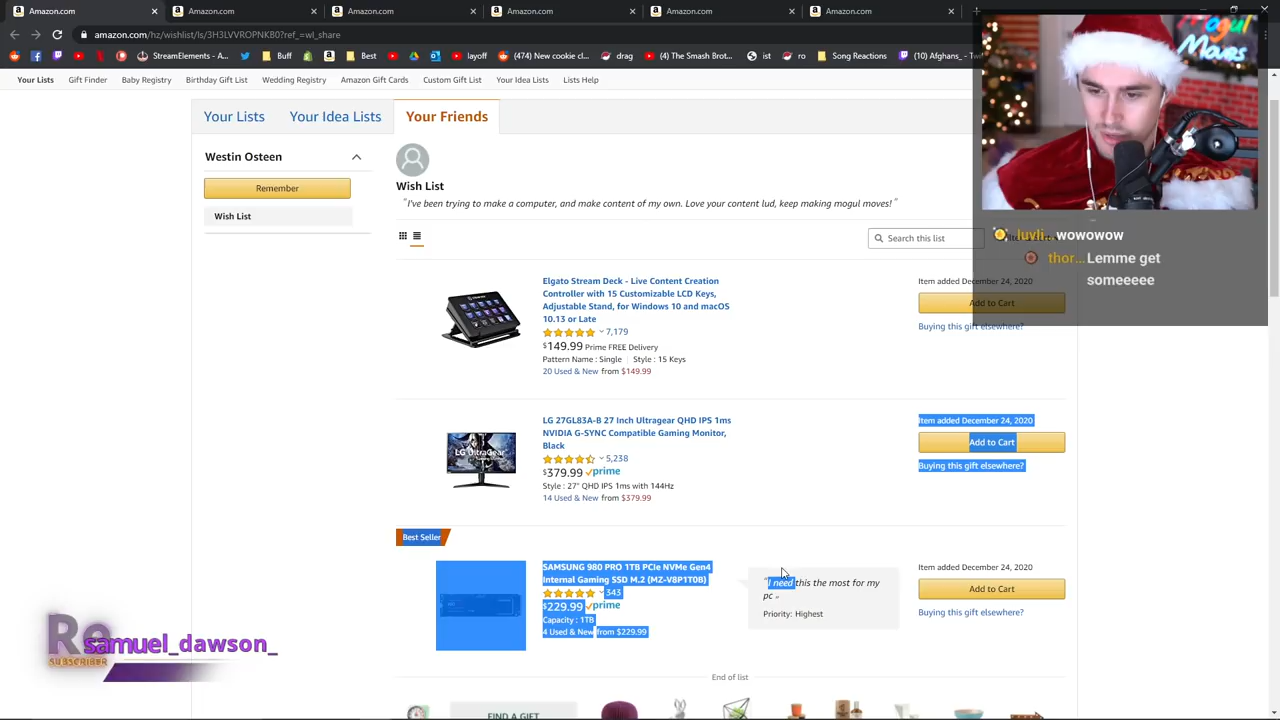 amazon.com/hz/wishlist/ls/3H3LVVROPNK80?ref_=wl_share
StreamElements - A...
Buff
Best
layoff
(474) New cookie cl...
drag
(4) The Smash Brot...
ist
ro
Song Reactions
(10) Afghans_ - Tw
Your Lists
Gift Finder
Baby Registry
Birthday Gift List
Wedding Registry
Amazon Gift Cards
Custom Gift List
Your Idea Lists
Lists Help
Mogul
Moves
Your Lists
Your Idea Lists
Your Friends
Westin Osteen
Remember
Wish List
Wish List
"I've been trying to make a computer, and make content of my own. Love your content lud, keep making mogul moves!"
Search this list
luvli... wowowow
thor... Lemme get
someeeee
Elgato Stream Deck - Live Content Creation
Controller with 15 Customizable LCD Keys,
Adjustable Stand, for Windows 10 and macOS
10.13 or Late
7,179
$149.99 Prime FREE Delivery
Pattern Name : Single | Style : 15 Keys
20 Used & New from $149.99
Item added December 24, 2020
Add to Cart
Buying this gift elsewhere?
LG UltraGear
LG 27GL83A-B 27 Inch Ultragear QHD IPS 1ms
NVIDIA G-SYNC Compatible Gaming Monitor,
Black
5,238
$379.99 prime
Style : 27" QHD IPS 1ms with 144Hz
14 Used & New from $379.99
Item added December 24, 2020
Add to Cart
Buying this gift elsewhere?
Best Seller
SAMSUNG 980 PRO 1TB PCIe NVMe Gen4
Internal Gaming SSD M.2 (MZ-V8P1T0B)
343
$229.99 prime
Capacity : 1TB
4 Used & New from $229.99
"I need this the most for my
pc "
Priority: Highest
Item added December 24, 2020
Add to Cart
Buying this gift elsewhere?
Re
SUBSCRIBER
samuel_dawson_
End of list
FIND A GIFT